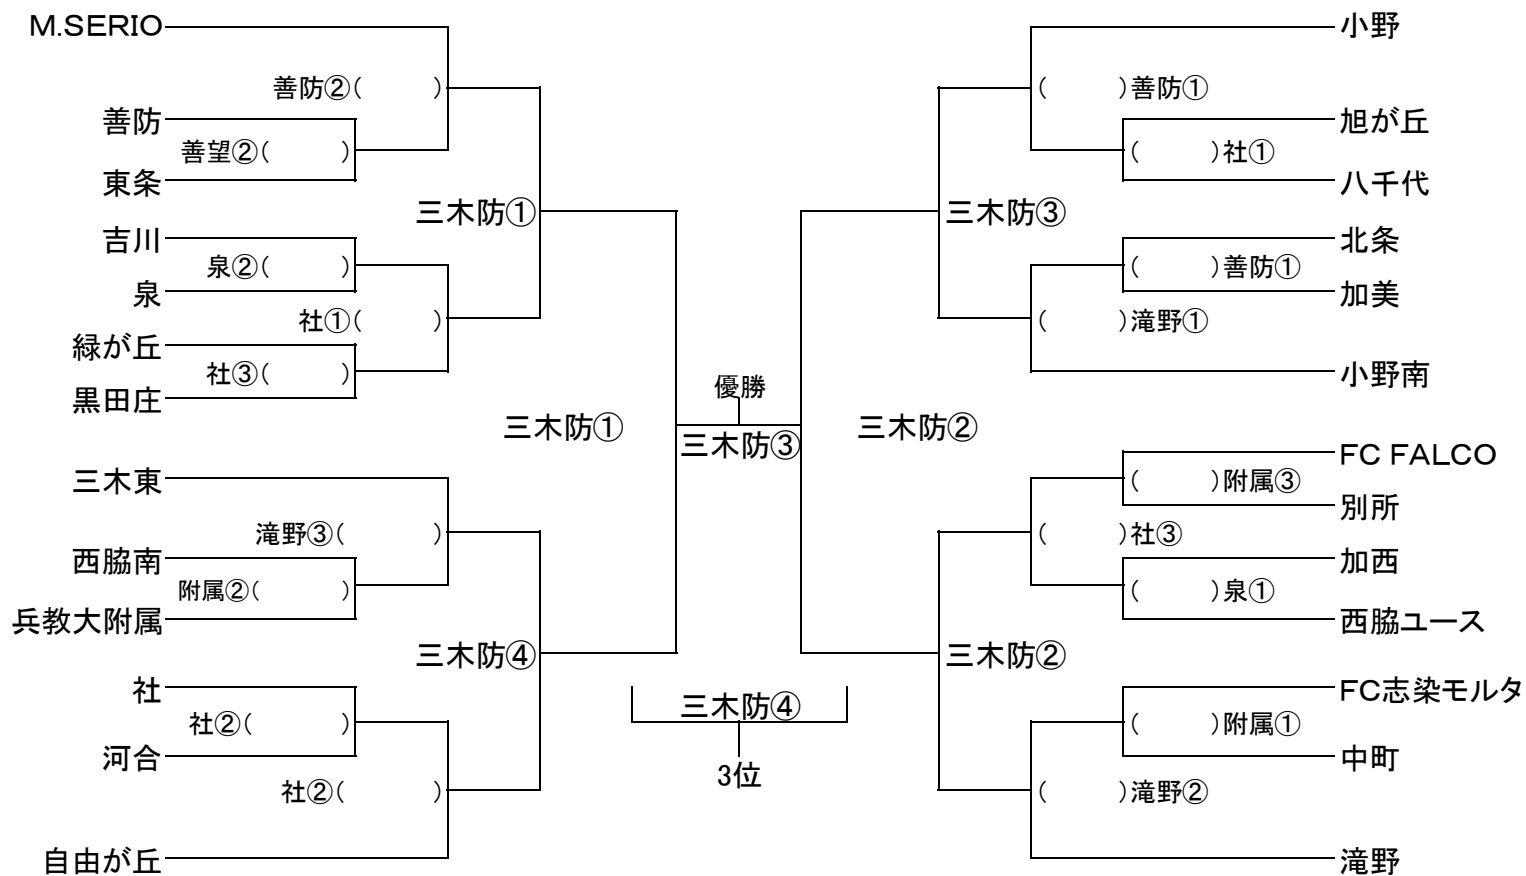 M.SERIO
善防②(　　)
善防
善望②(　　)
東条
三木防①
吉川
泉②(　　)
泉
社①(　　)
緑が丘
社③(　　)
黒田庄
三木防①
三木東
滝野③(　　)
西脇南
附属②(　　)
兵教大附属
三木防④
社
社②(　　)
河合
社②(　　)
自由が丘
優勝
三木防③
三木防④
3位
小野
(　　)善防①
旭が丘
(　　)社①
八千代
三木防③
北条
(　　)善防①
加美
(　　)滝野①
小野南
三木防②
FC FALCO
(　　)附属③
別所
(　　)社③
加西
(　　)泉①
西脇ユース
三木防②
FC志染モルタ
(　　)附属①
中町
(　　)滝野②
滝野